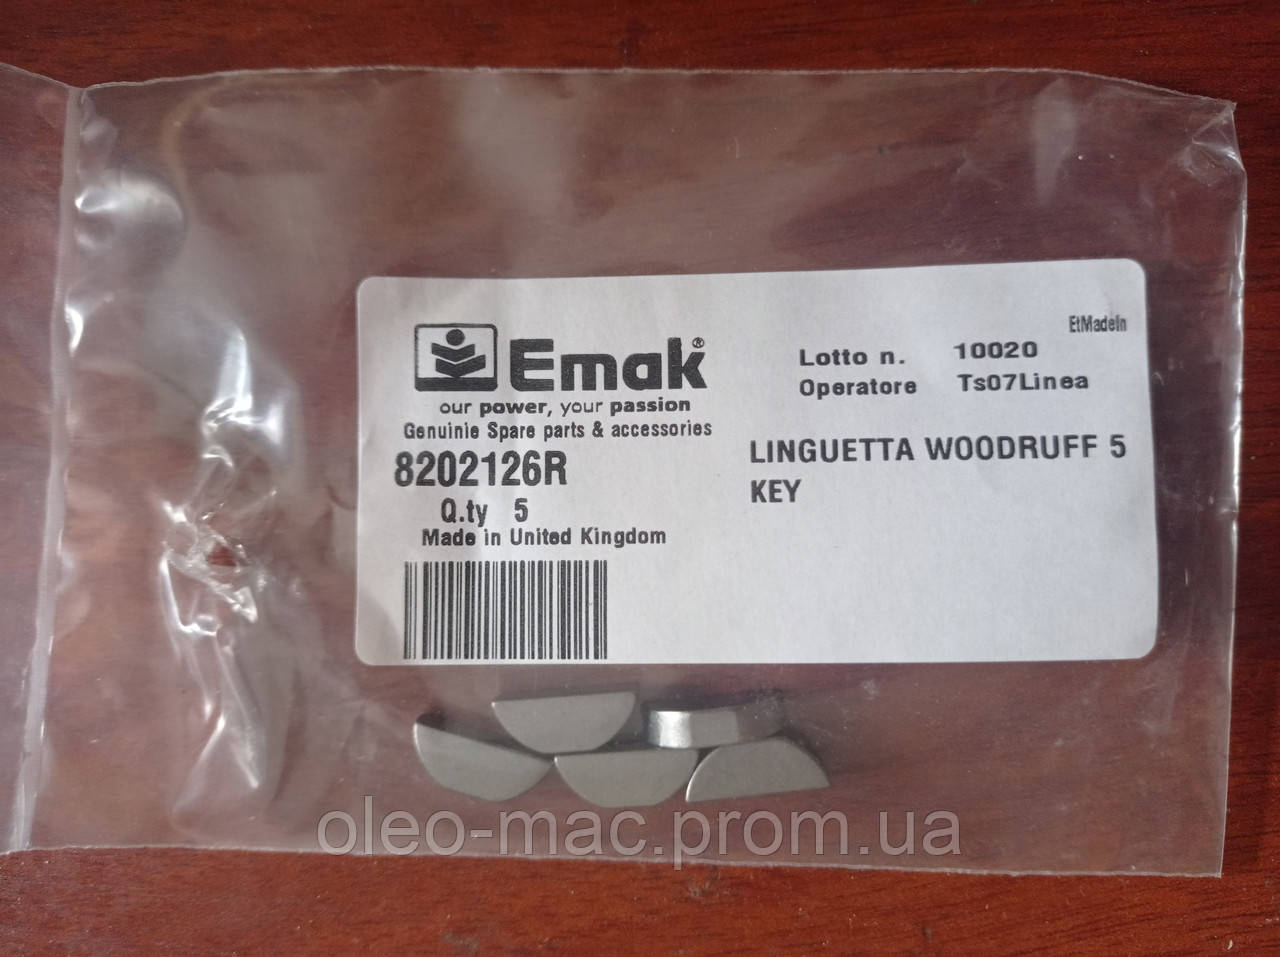 Emak®
our power, your passion
Genuinie Spare parts & accessories
8202126R
Q.ty 5
Made in United Kingdom
EtMadeIn
Lotto n. 10020
Operatore Ts07Linea
LINGUETTA WOODRUFF 5
KEY
oleo-mac.prom.ua